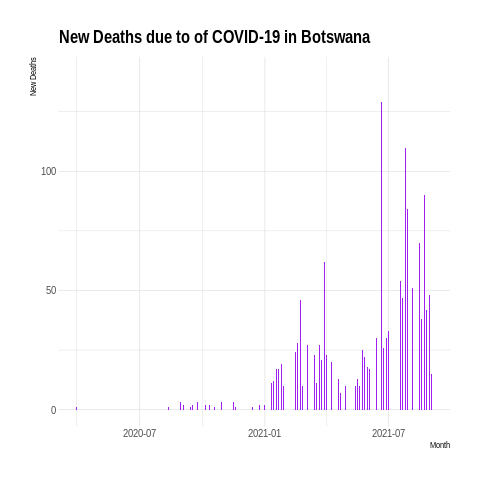 New Deaths due to of COVID-19 in Botswana
New Deaths
100
50
0
2020-07
2021-01
2021-07
Month